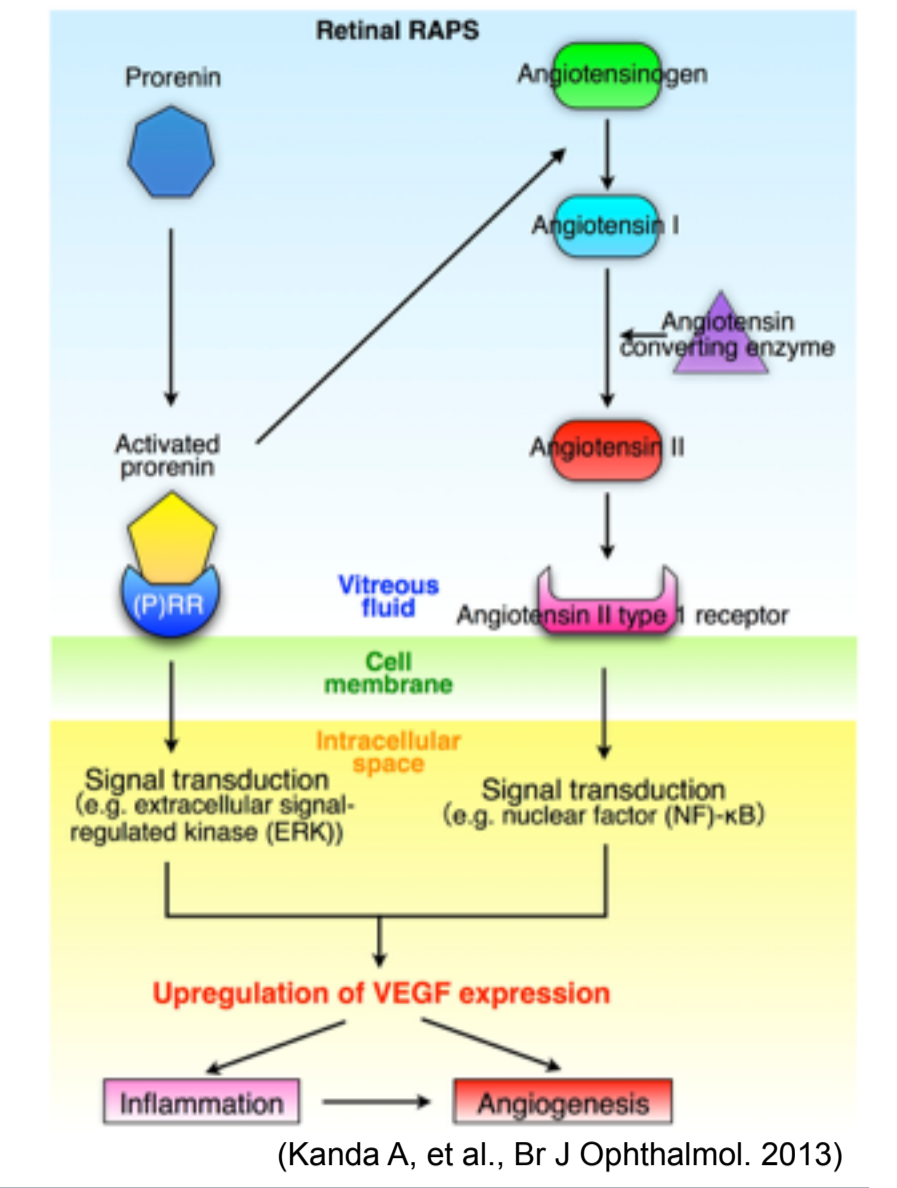 Retinal RAPS
Prorenin
Angiotensinogen
Angiotensin I
Angiotensin
converting enzyme
Activated
prorenin
Angiotensin II
(P)RR
Vitreous
fluid
Angiotensin II type 1 receptor
Cell
membrane
Intracellular
space
Signal transduction
(e.g. extracellular signal-
regulated kinase (ERK))
Signal transduction
(e.g. nuclear factor (NF)-κB)
Upregulation of VEGF expression
Inflammation
Angiogenesis
(Kanda A, et al., Br J Ophthalmol. 2013)